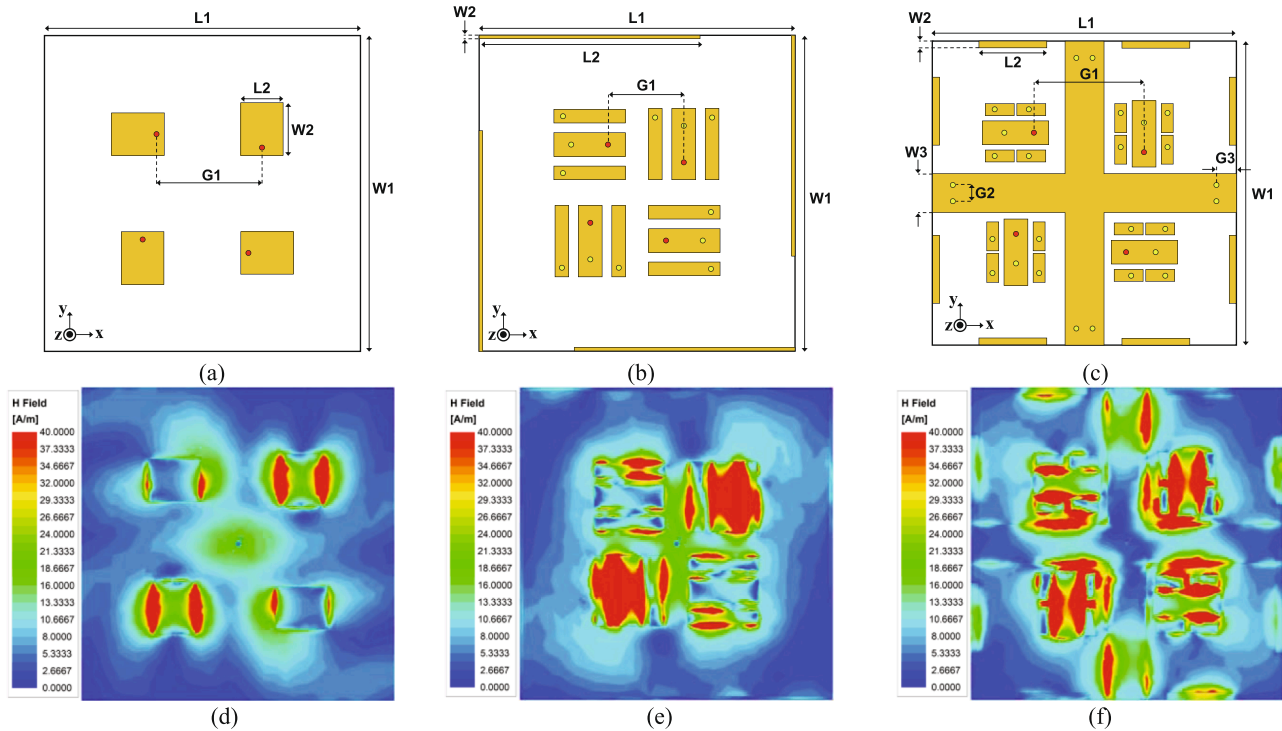 L1
L2
W2
G1
W1
y
z
x
(a)
W2
L1
L2
G1
W1
y
z
x
(b)
W2
L1
L2
G1
W3
G2
G3
W1
y
z
x
(c)
H Field
[A/m]
40.0000
37.3333
34.6667
32.0000
29.3333
26.6667
24.0000
21.3333
18.6667
16.0000
13.3333
10.6667
8.0000
5.3333
2.6667
0.0000
(d)
H Field
[A/m]
40.0000
37.3333
34.6667
32.0000
29.3333
26.6667
24.0000
21.3333
18.6667
16.0000
13.3333
10.6667
8.0000
5.3333
2.6667
0.0000
(e)
H Field
[A/m]
40.0000
37.3333
34.6667
32.0000
29.3333
26.6667
24.0000
21.3333
18.6667
16.0000
13.3333
10.6667
8.0000
5.3333
2.6667
0.0000
(f)